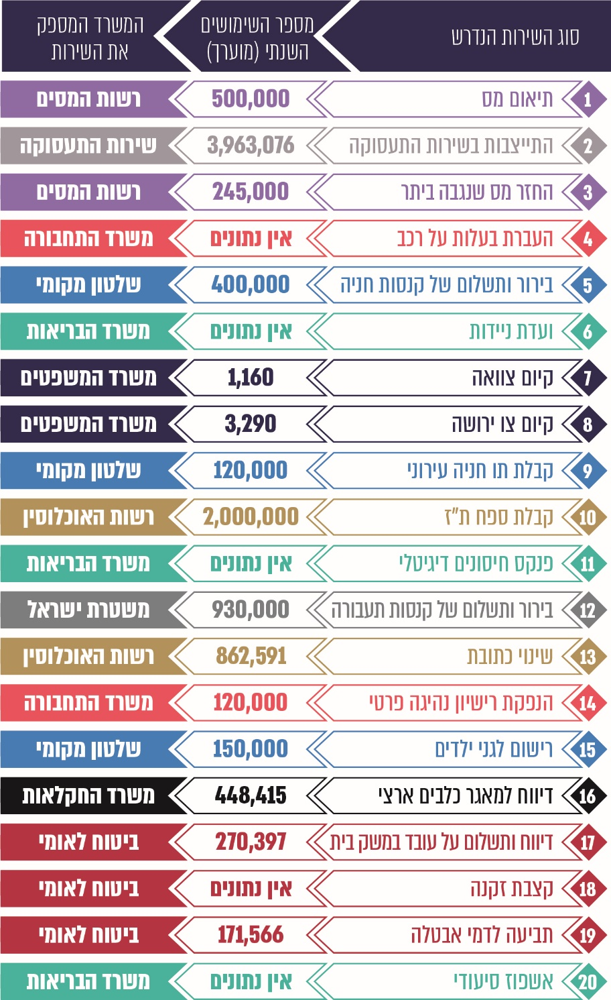 סוג השירות הנדרש
מספר השימושים
השנתי (מוערך)
המשרד המספק
את השירות
1 תיאום מס 500,000 רשות המסים
2 התייצבות בשירות התעסוקה 3,963,076 שירות התעסוקה
3 החזר מס שנגבה ביתר 245,000 רשות המסים
4 העברת בעלות על רכב אין נתונים משרד התחבורה
5 בירור ותשלום של קנסות חניה 400,000 שלטון מקומי
6 ועדת ניידות אין נתונים משרד הבריאות
7 קיום צוואה 1,160 משרד המשפטים
8 קיום צו ירושה 3,290 משרד המשפטים
9 קבלת תו חניה עירוני 120,000 שלטון מקומי
10 קבלת ספח ת"ז 2,000,000 רשות האוכלוסין
11 פנקס חיסונים דיגיטלי אין נתונים משרד הבריאות
12 בירור ותשלום של קנסות תעבורה 930,000 משטרת ישראל
13 שינוי כתובת 862,591 רשות האוכלוסין
14 הנפקת רישיון נהיגה פרטי 120,000 משרד התחבורה
15 רישום לגני ילדים 150,000 שלטון מקומי
16 דיווח למאגר כלבים ארצי 448,415 משרד החקלאות
17 דיווח ותשלום על עובד במשק בית 270,397 ביטוח לאומי
18 קצבת זקנה אין נתונים ביטוח לאומי
19 תביעה לדמי אבטלה 171,566 ביטוח לאומי
20 אשפוז סיעודי אין נתונים משרד הבריאות